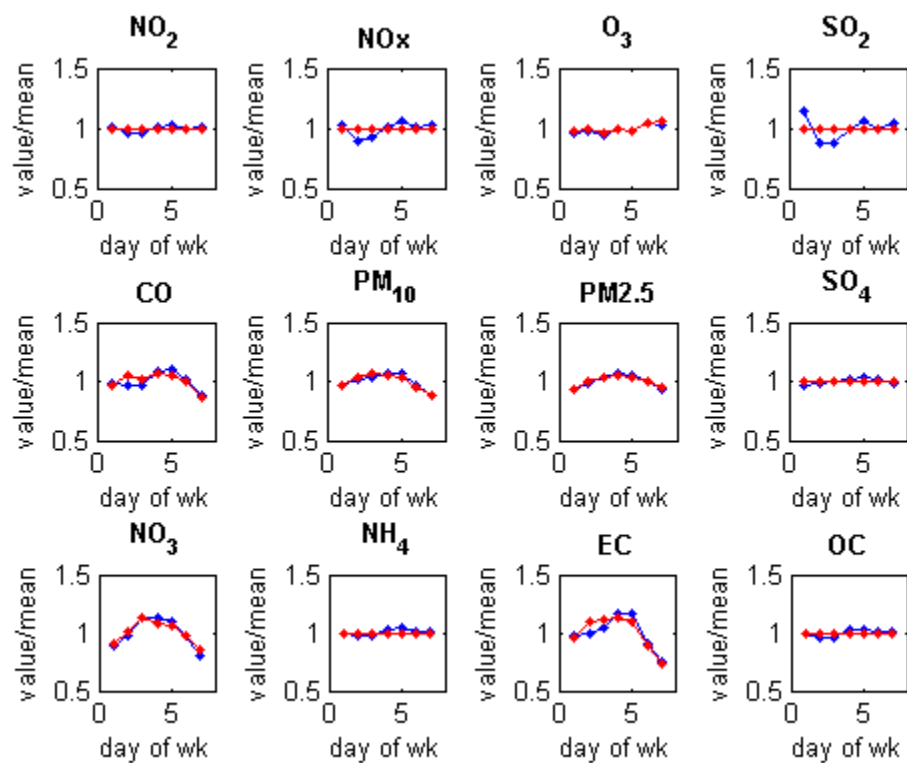 NO₂ NOx O₃ SO₂
1.5 1.5 1.5 1.5
value/mean value/mean value/mean value/mean
1 1 1 1
0.5 0.5 0.5 0.5
0 5 0 5 0 5 0 5
day of wk day of wk day of wk day of wk
CO PM₁₀ PM2.5 SO₄
1.5 1.5 1.5 1.5
value/mean value/mean value/mean value/mean
1 1 1 1
0.5 0.5 0.5 0.5
0 5 0 5 0 5 0 5
day of wk day of wk day of wk day of wk
NO₃ NH₄ EC OC
1.5 1.5 1.5 1.5
value/mean value/mean value/mean value/mean
1 1 1 1
0.5 0.5 0.5 0.5
0 5 0 5 0 5 0 5
day of wk day of wk day of wk day of wk